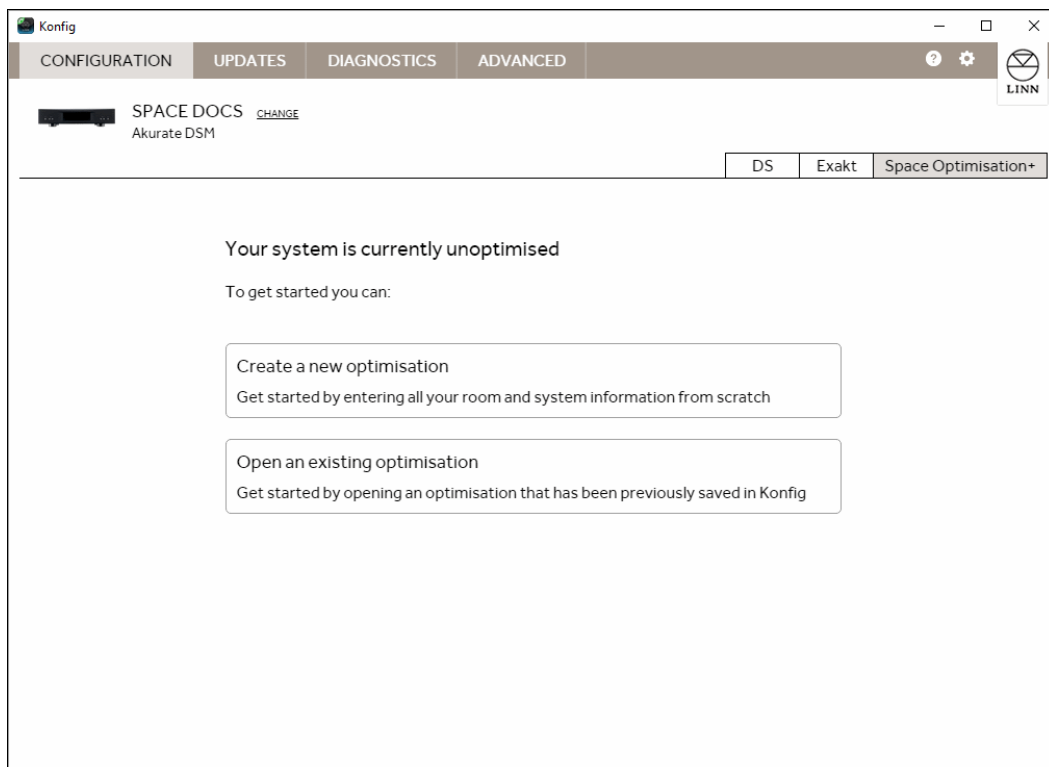 Konfig
CONFIGURATION UPDATES DIAGNOSTICS ADVANCED ?
LINN
SPACE DOCS CHANGE
Akurate DSM
DS Exakt Space Optimisation+
Your system is currently unoptimised
To get started you can:
Create a new optimisation
Get started by entering all your room and system information from scratch
Open an existing optimisation
Get started by opening an optimisation that has been previously saved in Konfig